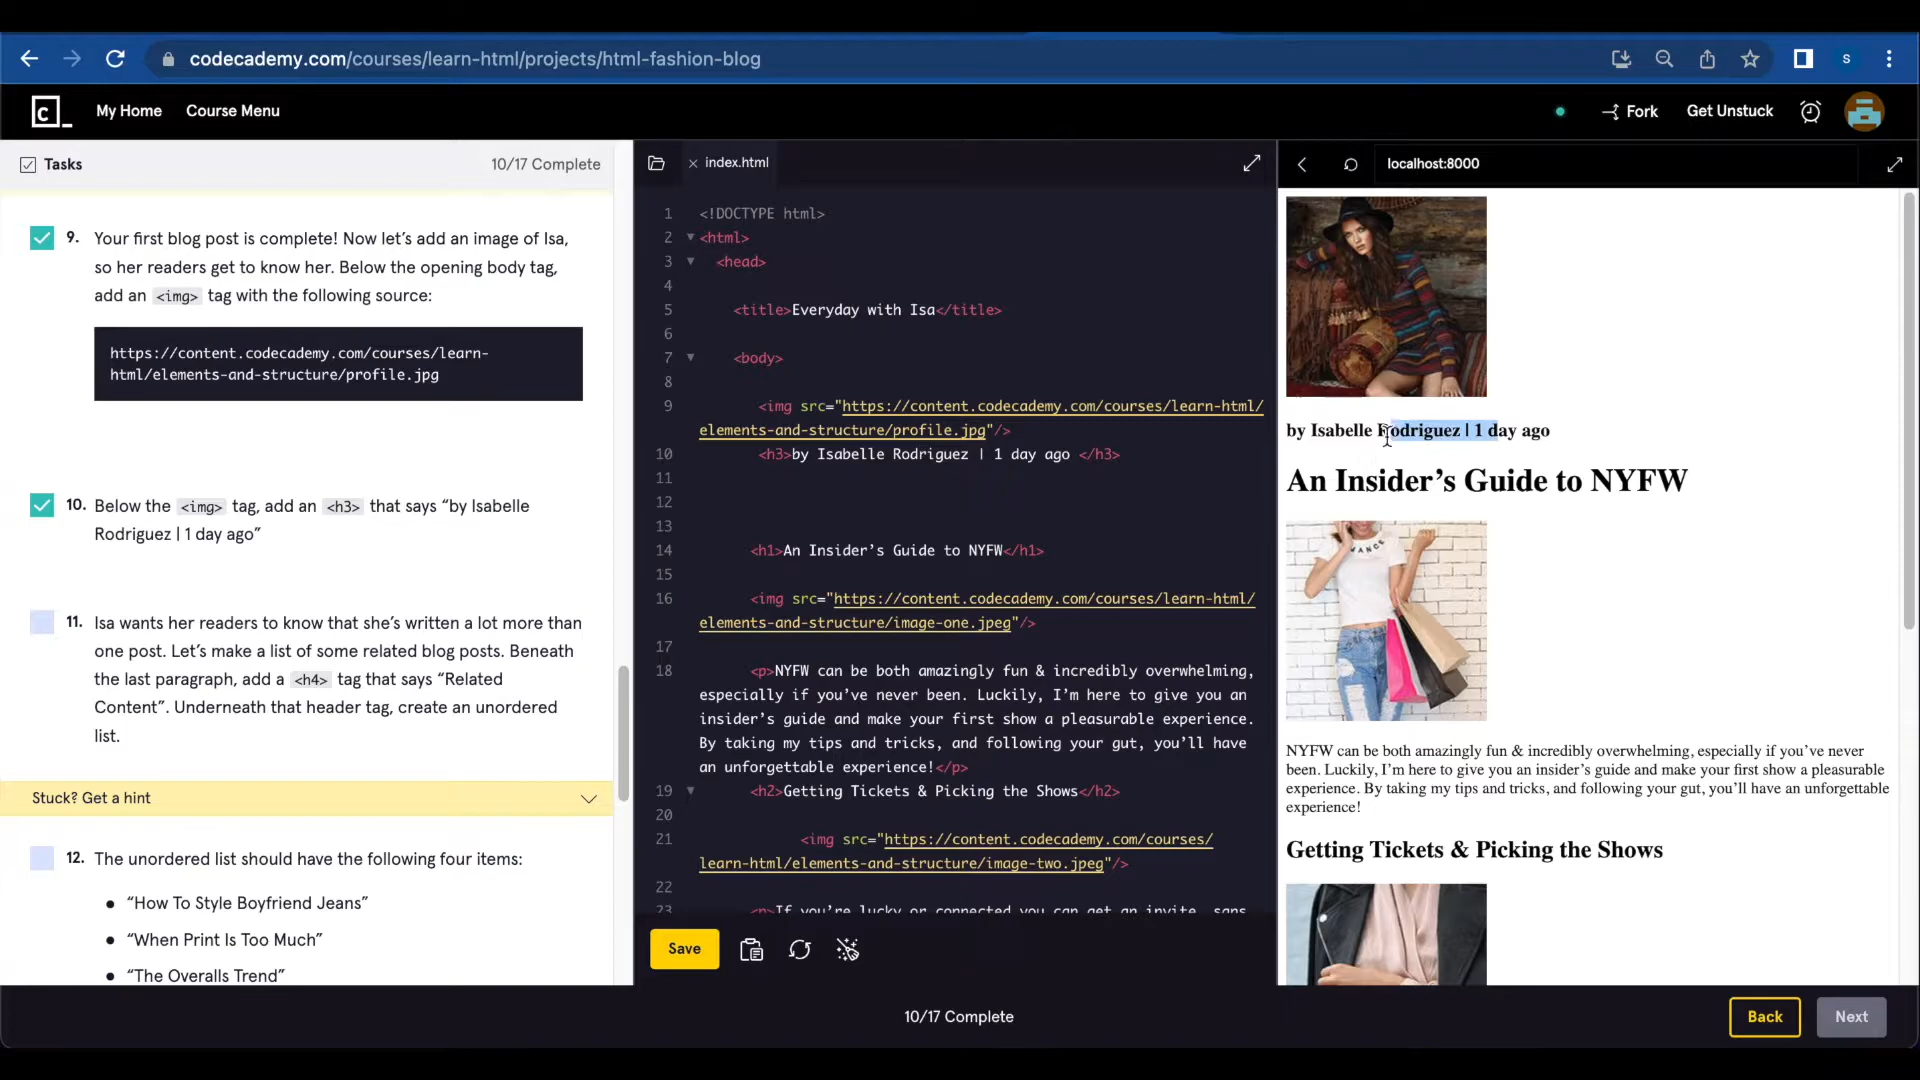 codecademy.com/courses/learn-html/projects/html-fashion-blog
S
c_
My Home
Course Menu
Fork
Get Unstuck
Tasks
10/17 Complete
9. Your first blog post is complete! Now let’s add an image of Isa,
so her readers get to know her. Below the opening body tag,
add an <img> tag with the following source:
https://content.codecademy.com/courses/learn-
html/elements-and-structure/profile.jpg
10. Below the <img> tag, add an <h3> that says “by Isabelle
Rodriguez | 1 day ago”
11. Isa wants her readers to know that she’s written a lot more than
one post. Let’s make a list of some related blog posts. Beneath
the last paragraph, add a <h4> tag that says “Related
Content”. Underneath that header tag, create an unordered
list.
Stuck? Get a hint
12. The unordered list should have the following four items:
• “How To Style Boyfriend Jeans”
• “When Print Is Too Much”
• “The Overalls Trend”
index.html
1 <!DOCTYPE html>
2 <html>
3 <head>
4
5 <title>Everyday with Isa</title>
6
7 <body>
8
9 <img src="https://content.codecademy.com/courses/learn-html/
elements-and-structure/profile.jpg"/>
10 <h3>by Isabelle Rodriguez | 1 day ago </h3>
11
12
13
14 <h1>An Insider’s Guide to NYFW</h1>
15
16 <img src="https://content.codecademy.com/courses/learn-html/
elements-and-structure/image-one.jpeg"/>
17
18 <p>NYFW can be both amazingly fun & incredibly overwhelming,
especially if you’ve never been. Luckily, I’m here to give you an
insider’s guide and make your first show a pleasurable experience.
By taking my tips and tricks, and following your gut, you’ll have
an unforgettable experience!</p>
19 <h2>Getting Tickets & Picking the Shows</h2>
20
21 <img src="https://content.codecademy.com/courses/
learn-html/elements-and-structure/image-two.jpeg"/>
22
23 <p>If you’re lucky or connected you can get an invite, sans
Save
localhost:8000
by Isabelle Rodriguez | 1 day ago
An Insider’s Guide to NYFW
NYFW can be both amazingly fun & incredibly overwhelming, especially if you’ve never
been. Luckily, I’m here to give you an insider’s guide and make your first show a pleasurable
experience. By taking my tips and tricks, and following your gut, you’ll have an unforgettable
experience!
Getting Tickets & Picking the Shows
10/17 Complete
Back
Next